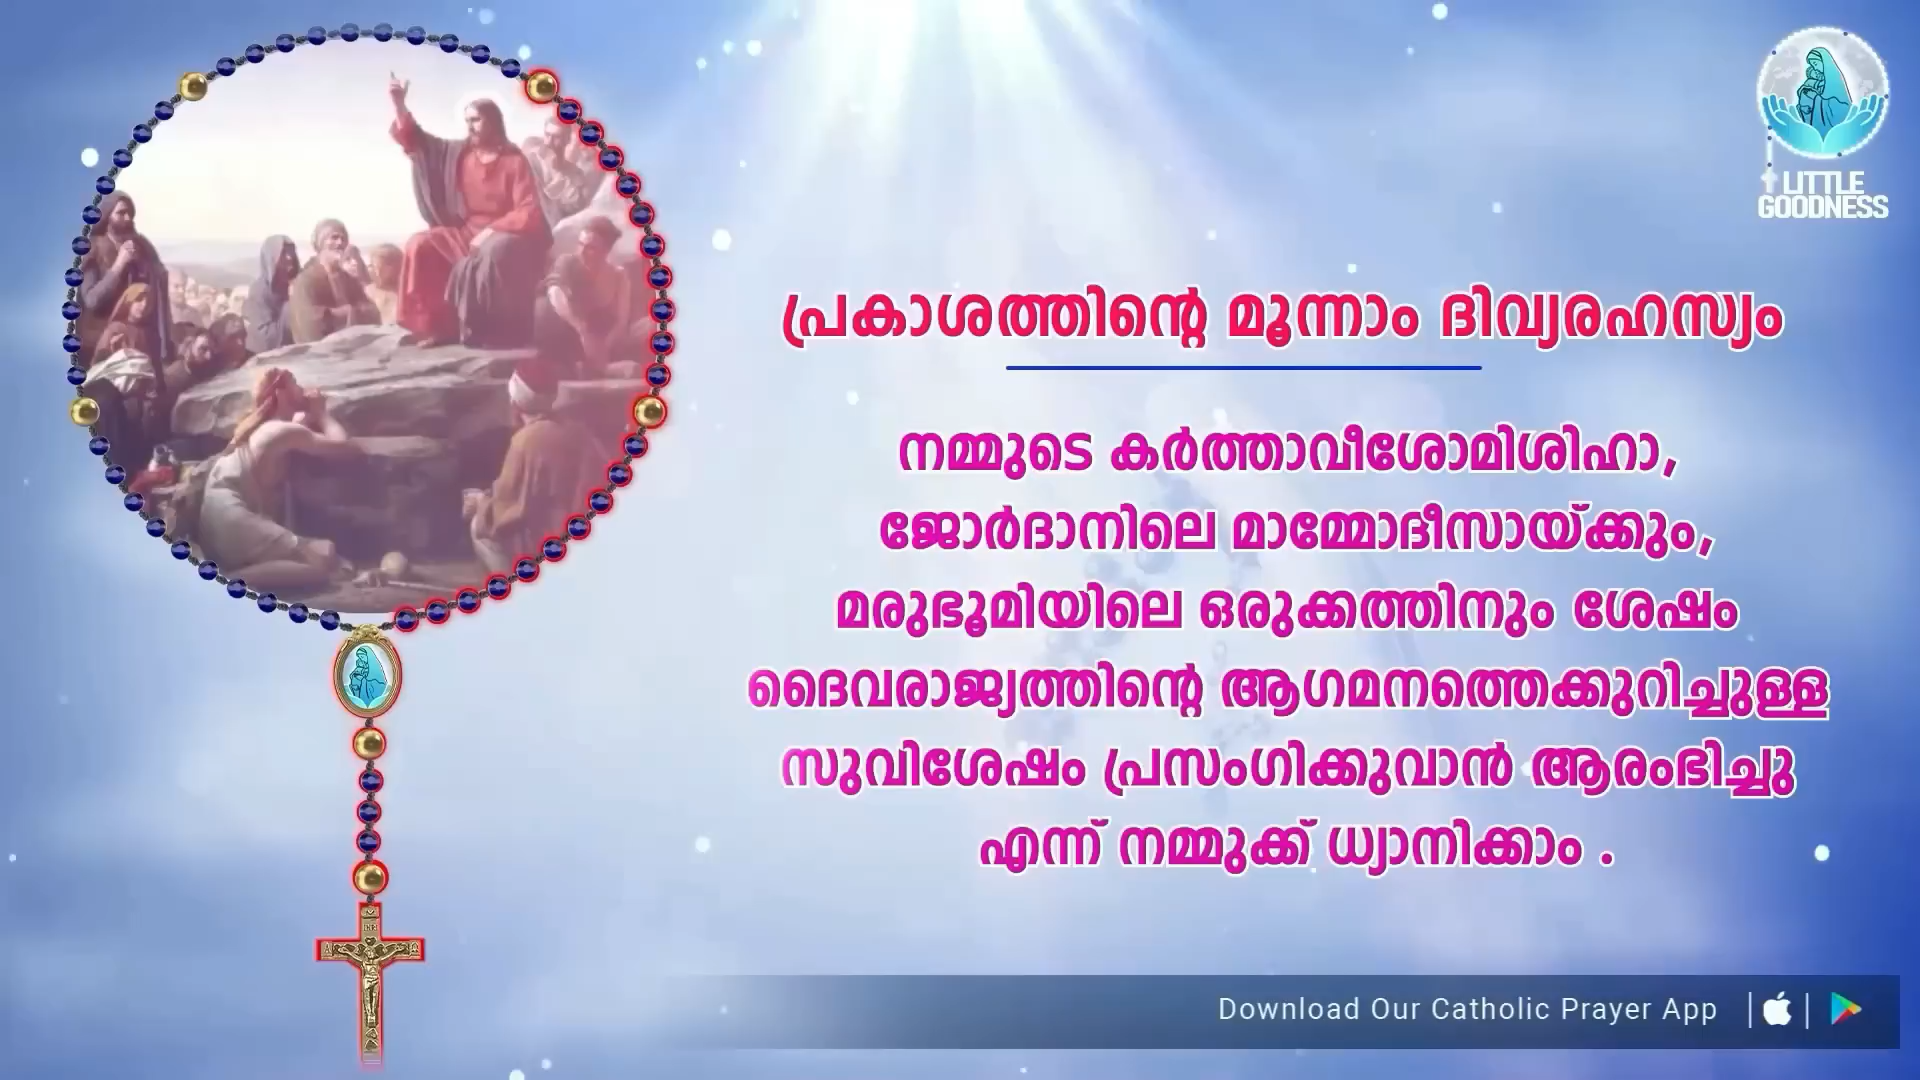 LITTLE
GOODNESS
പ്രകാശത്തിന്റെ മൂന്നാം ദിവ്യരഹസ്യം
നമ്മുടെ കർത്താവീശോമിശിഹാ,
ജോർദാനിലെ മാമ്മോദീസായ്ക്കും,
മരുഭൂമിയിലെ ഒരുക്കത്തിനും ശേഷം
ദൈവരാജ്യത്തിന്റെ ആഗമനത്തെക്കുറിച്ചുള്ള
സുവിശേഷം പ്രസംഗിക്കുവാൻ ആരംഭിച്ചു
എന്ന് നമ്മുക്ക് ധ്യാനിക്കാം .
Download Our Catholic Prayer App